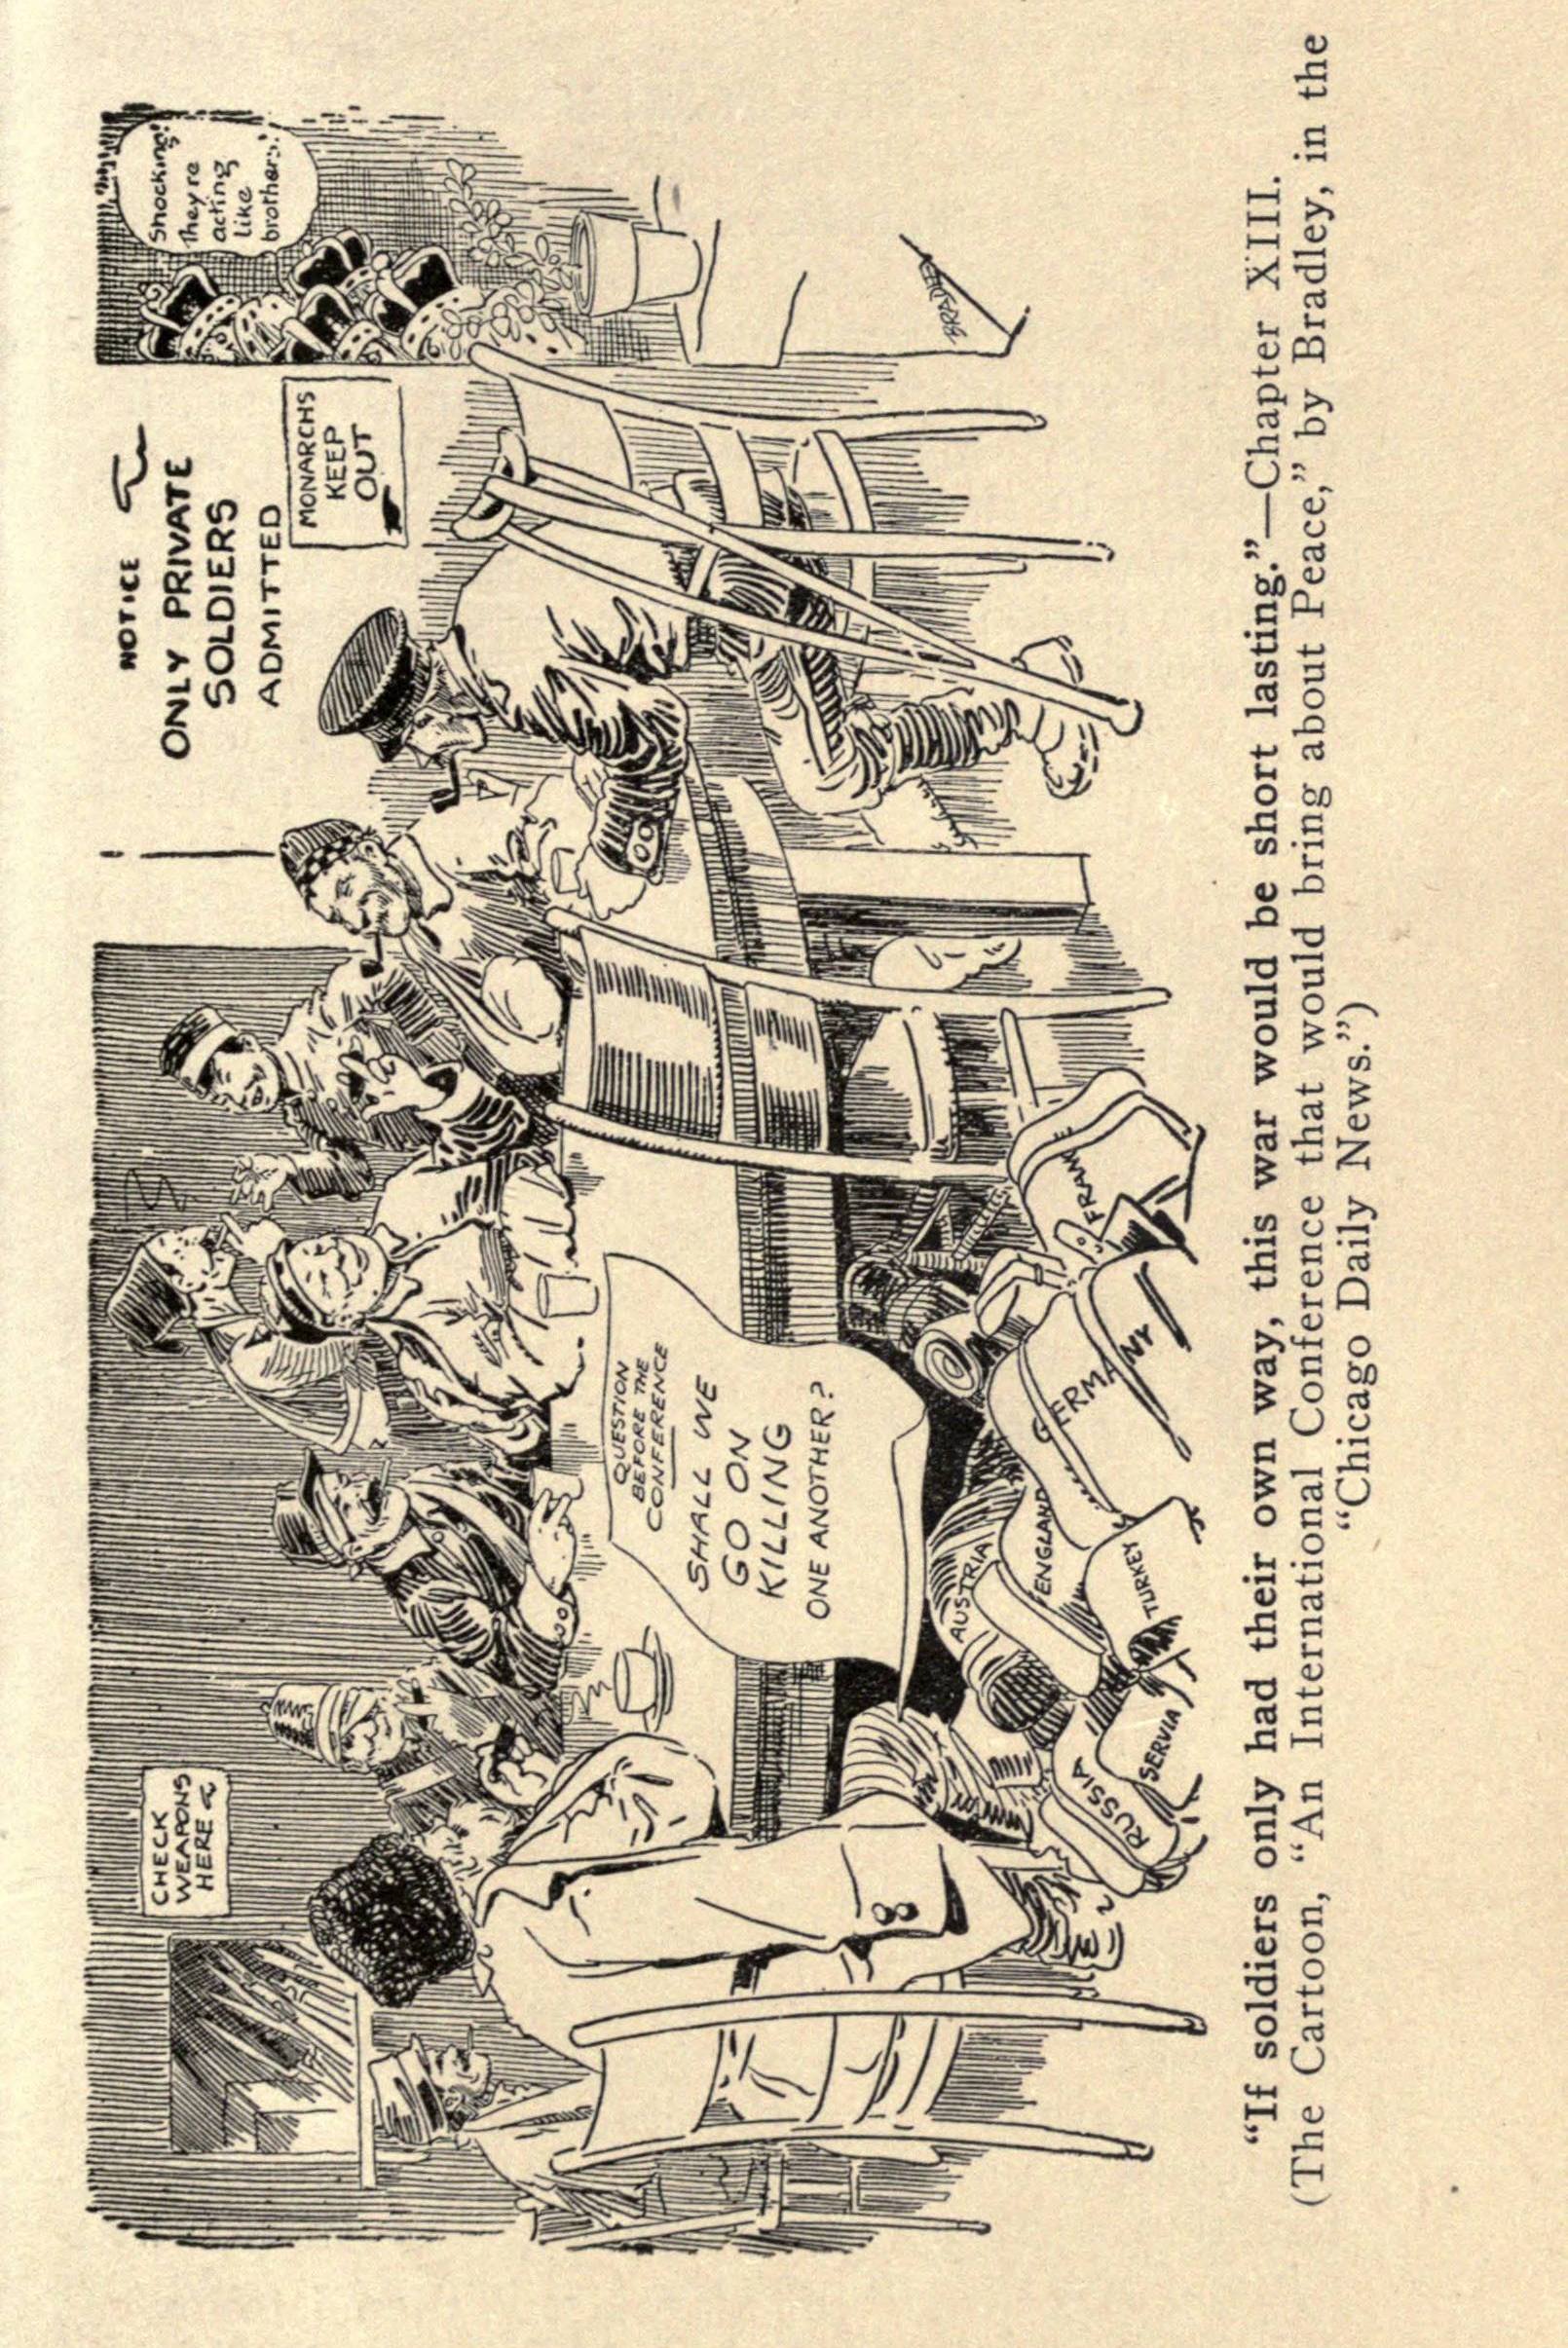 CHECK
WEAPONS
HERE
NOTICE
ONLY PRIVATE
SOLDIERS
ADMITTED
MONARCHS
KEEP
OUT
Shocking!
They're
acting
like
brothers!
QUESTION
BEFORE THE
CONFERENCE
SHALL WE
GO ON
KILLING
ONE ANOTHER?
AUSTRIA
ENGLAND
GERMANY
FRANK
RUSSIA
SERVIA
TURKEY
BRADLEY
“If soldiers only had their own way, this war would be short lasting.”—Chapter XIII.
(The Cartoon, “An International Conference that would bring about Peace,” by Bradley, in the
“Chicago Daily News.”)